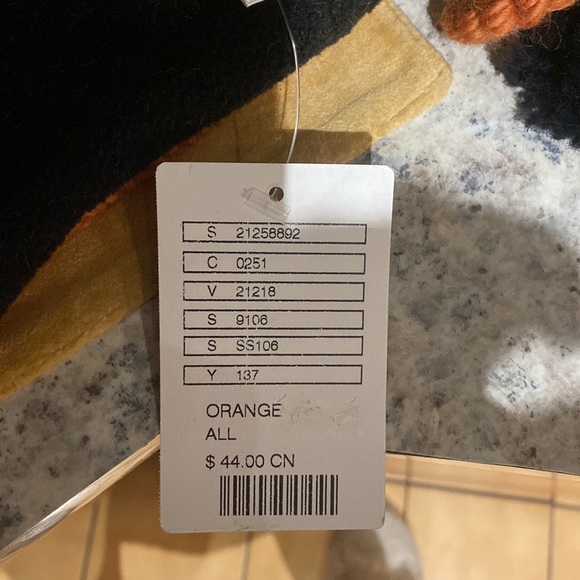 S 21258892
C 0251
V 21218
S 9106
S SS106
Y 137
ORANGE
ALL
$ 44.00 CN